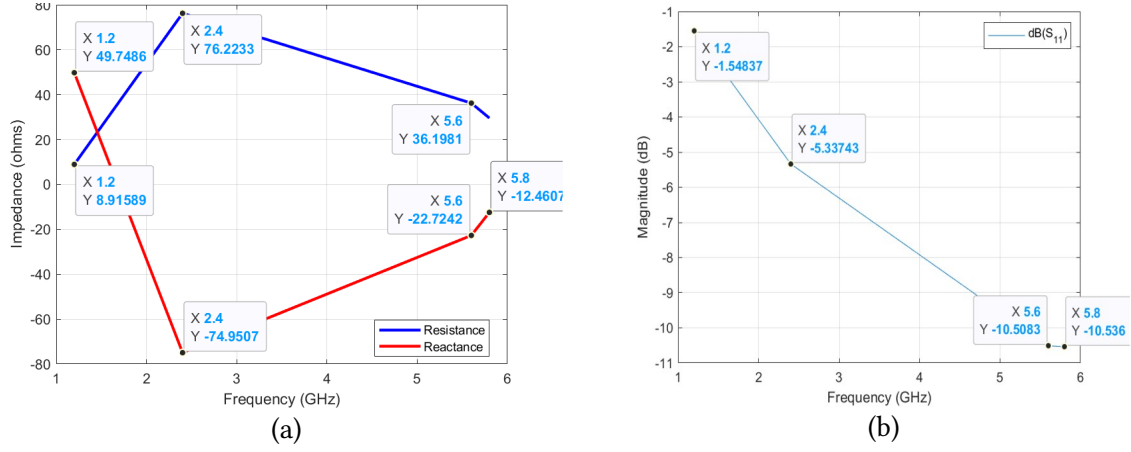 80
60
40
20
0
-20
-40
-60
-80
Impedance (ohms)
X 1.2
Y 49.7486
X 2.4
Y 76.2233
X 5.6
Y 36.1981
X 1.2
Y 8.91589
X 5.6
Y -22.7242
X 5.8
Y -12.4607
X 2.4
Y -74.9507
Resistance
Reactance
1 2 3 4 5 6
Frequency (GHz)
(a)
-1
-2
-3
-4
-5
-6
-7
-8
-9
-10
-11
Magnitude (dB)
dB(S11)
X 1.2
Y -1.54837
X 2.4
Y -5.33743
X 5.6
Y -10.5083
X 5.8
Y -10.536
1 2 3 4 5 6
Frequency (GHz)
(b)